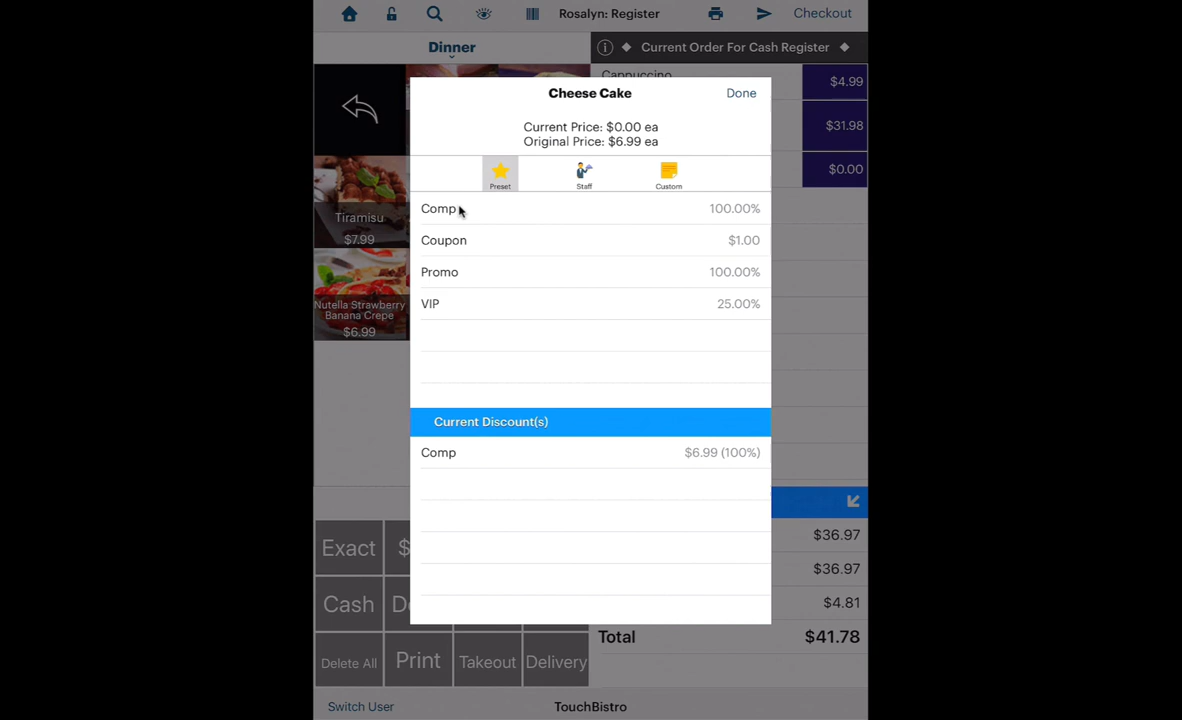 Rosalyn: Register
Checkout
Dinner
Current Order For Cash Register
Cappuccino
$4.99
$31.98
$0.00
Tiramisu
$7.99
Nutella Strawberry
Banana Crepe
$6.99
Cheese Cake
Done
Current Price: $0.00 ea
Original Price: $6.99 ea
Preset
Staff
Custom
Comp 100.00%
Coupon $1.00
Promo 100.00%
VIP 25.00%
Current Discount(s)
Comp $6.99 (100%)
$36.97
$36.97
$4.81
Total $41.78
Exact
$
Cash
Delete All
Print
Takeout
Delivery
Switch User
TouchBistro